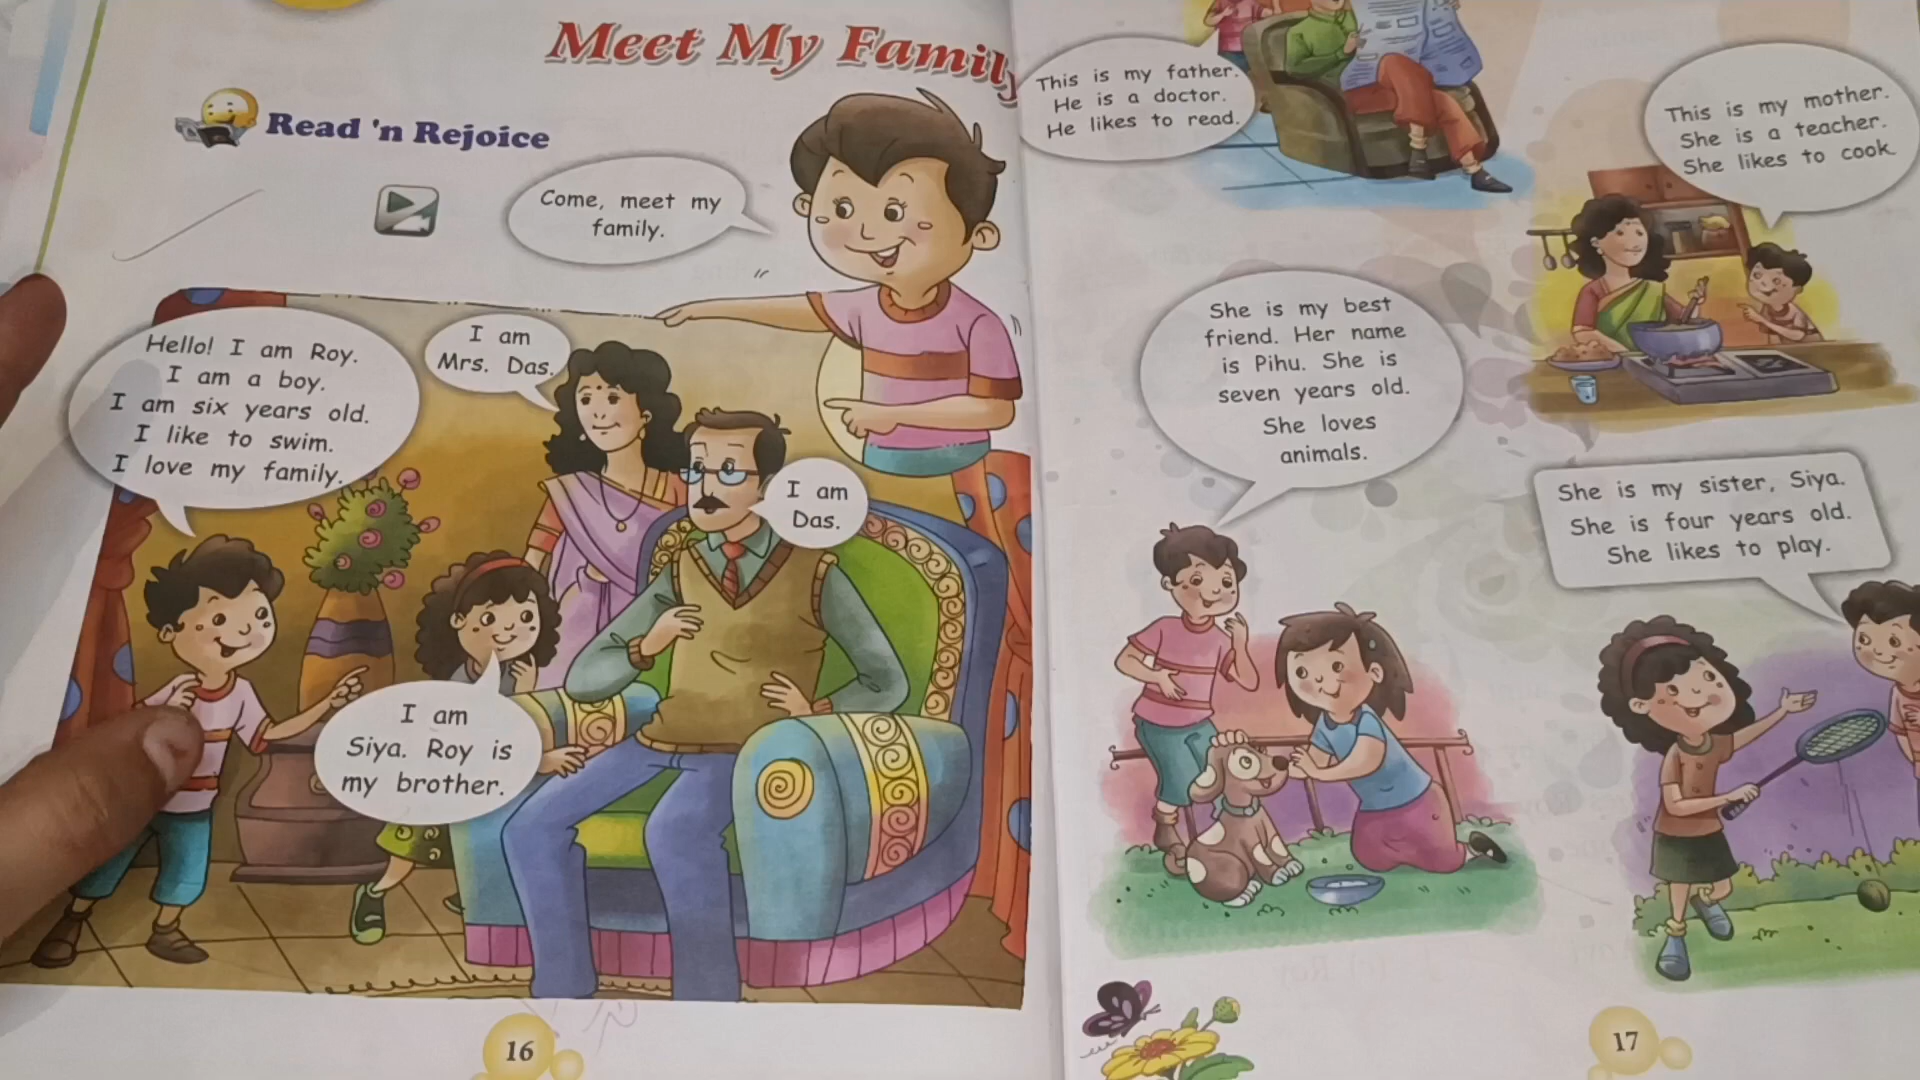 Meet My Family
Read 'n Rejoice
Come, meet my
family.
Hello! I am Roy.
I am a boy.
I am six years old.
I like to swim.
I love my family.
I am
Mrs. Das.
I am
Das.
I am
Siya. Roy is
my brother.
16
This is my father.
He is a doctor.
He likes to read.
This is my mother.
She is a teacher.
She likes to cook.
She is my best
friend. Her name
is Pihu. She is
seven years old.
She loves
animals.
She is my sister, Siya.
She is four years old.
She likes to play.
17